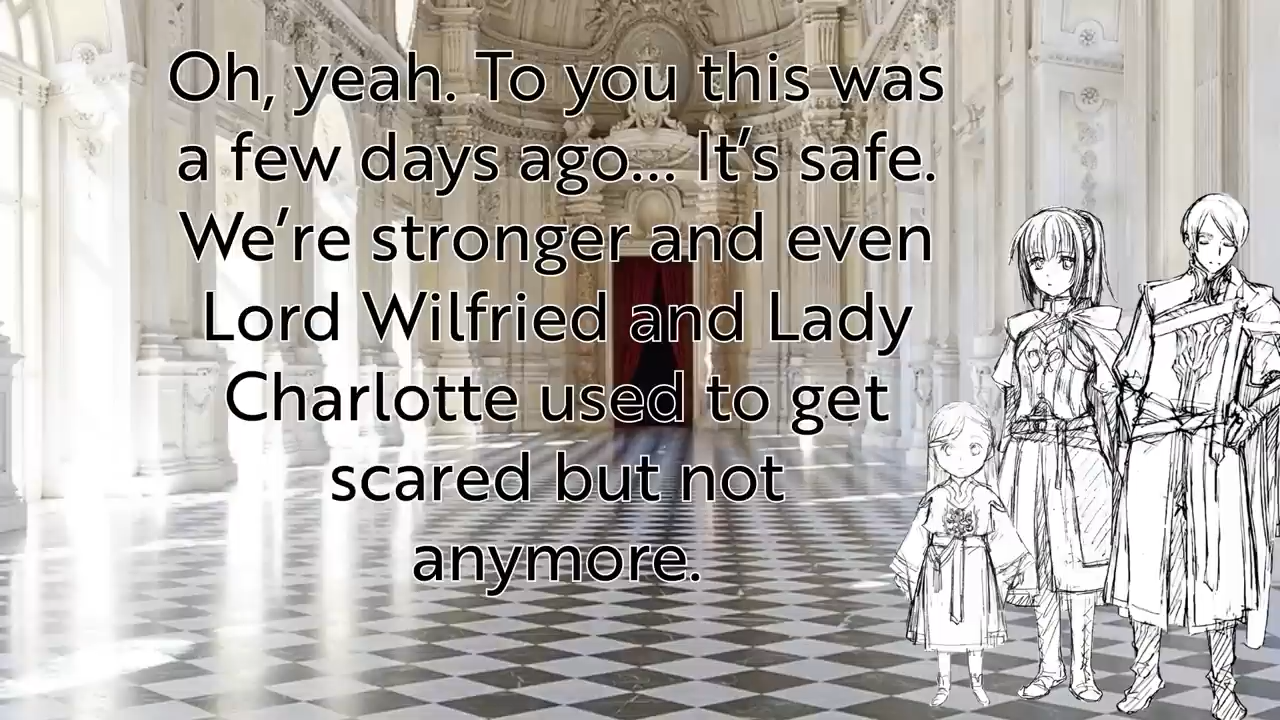 Oh, yeah. To you this was
a few days ago... It’s safe.
We’re stronger and even
Lord Wilfried and Lady
Charlotte used to get
scared but not
anymore.